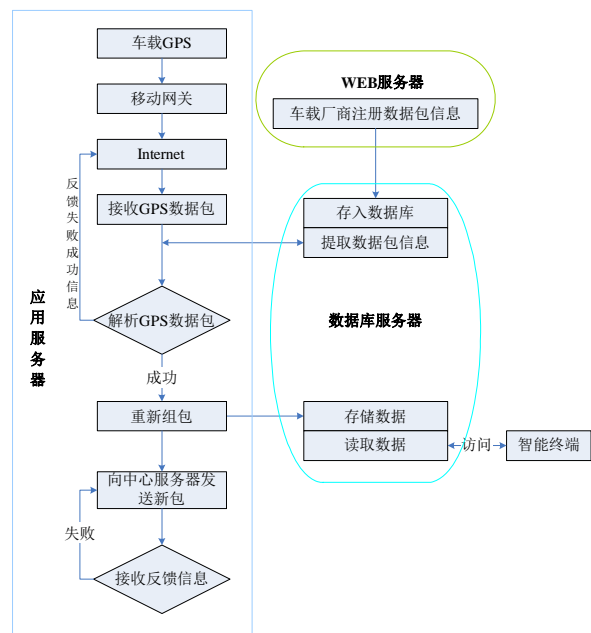 车载GPS
移动网关
Internet
接收GPS数据包
反馈失败成功信息
解析GPS数据包
应用服务器
成功
重新组包
向中心服务器发
送新包
失败
接收反馈信息
WEB服务器
车载厂商注册数据包信息
存入数据库
提取数据包信息
数据库服务器
存储数据
读取数据
访问
智能终端